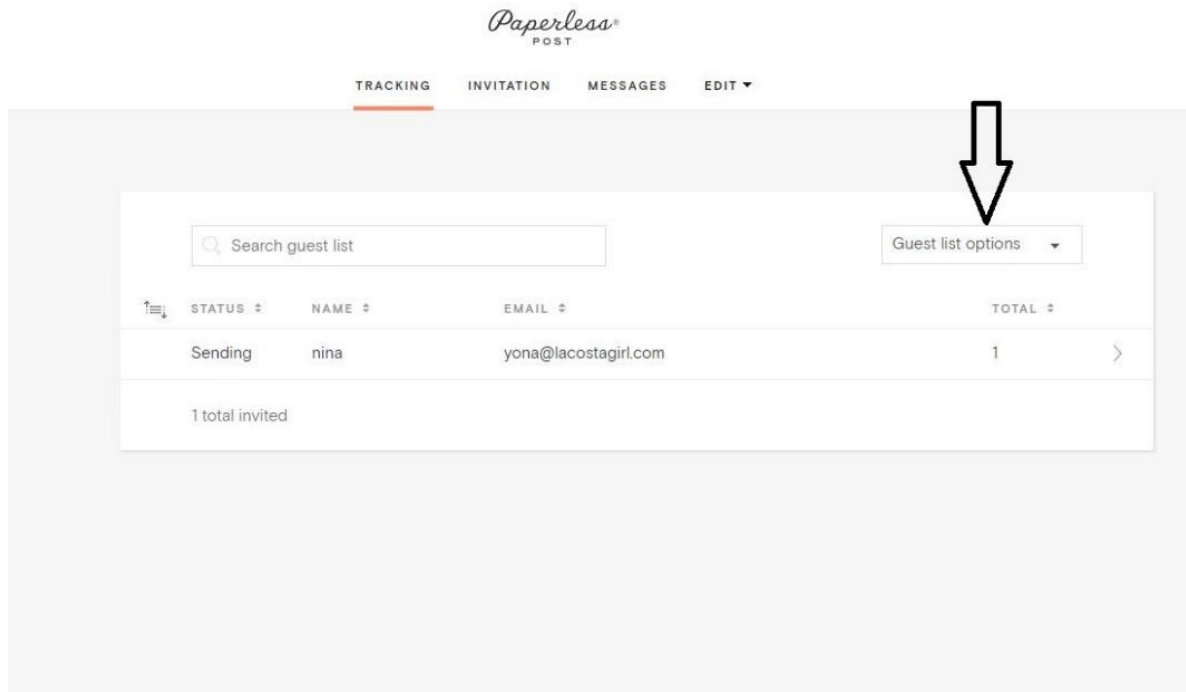 Paperless®
POST
TRACKING INVITATION MESSAGES EDIT
Search guest list Guest list options
STATUS NAME EMAIL TOTAL
Sending nina yona@lacostagirl.com 1
1 total invited